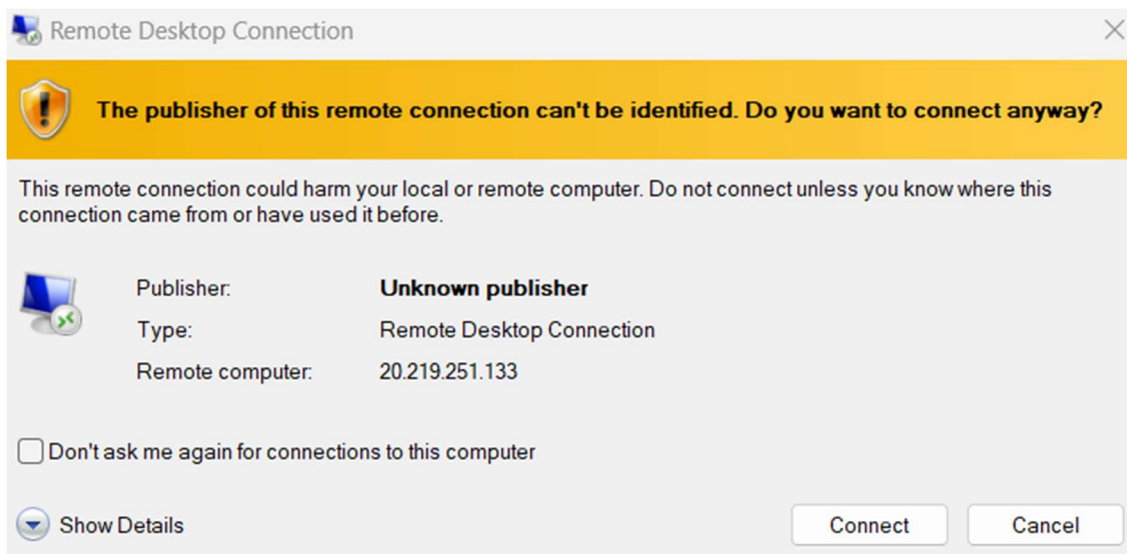 Remote Desktop Connection
The publisher of this remote connection can't be identified. Do you want to connect anyway?
This remote connection could harm your local or remote computer. Do not connect unless you know where this
connection came from or have used it before.
Publisher: Unknown publisher
Type: Remote Desktop Connection
Remote computer: 20.219.251.133
Don't ask me again for connections to this computer
Show Details Connect Cancel